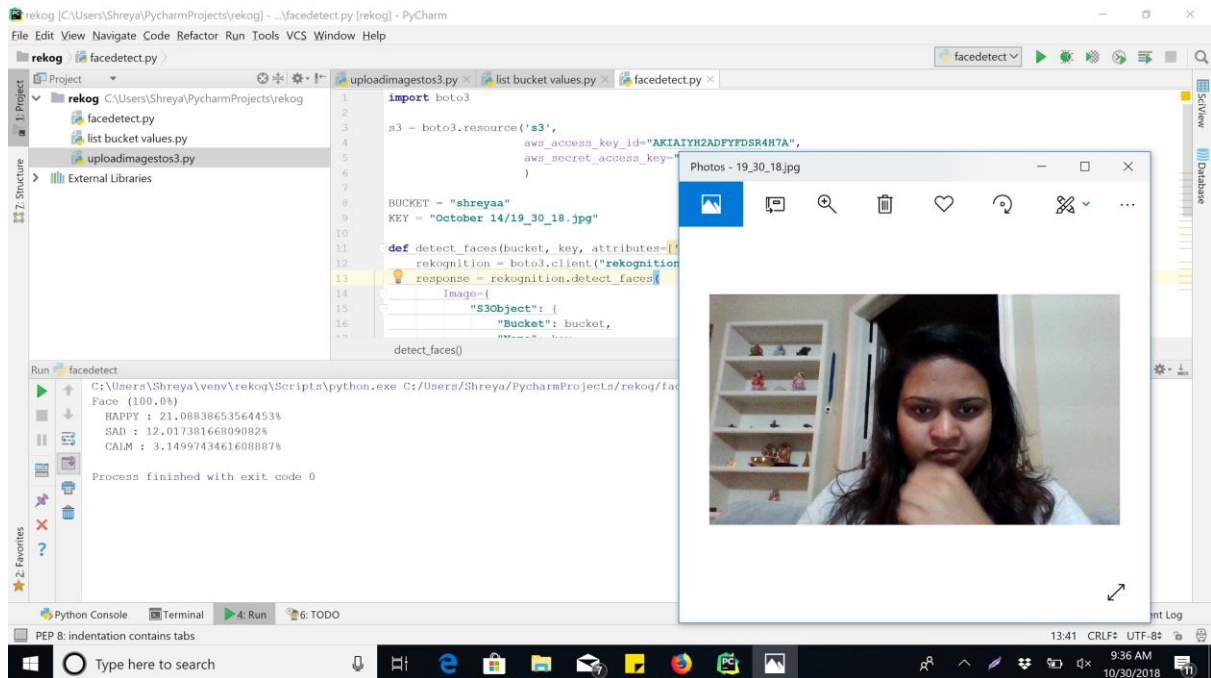 rekog [C:\Users\Shreya\PycharmProjects\rekog] - ...\facedetect.py [rekog] - PyCharm
File Edit View Navigate Code Refactor Run Tools VCS Window Help
rekog facedetect.py facedetect
1: Project
Project
uploadimagestos3.py list bucket values.py facedetect.py
rekog C:\Users\Shreya\PycharmProjects\rekog
facedetect.py
list bucket values.py
uploadimagestos3.py
External Libraries
7: Structure
2: Favorites
SciView
Database
1 import boto3
2
3 s3 = boto3.resource('s3',
4 aws_access_key_id="AKIAIYH2ADFYFDSR4H7A",
5 aws_secret_access_key="
6 )
7
8 BUCKET = "shreyaa"
9 KEY = "October 14/19_30_18.jpg"
10
11 def detect_faces(bucket, key, attributes=['
12 rekognition = boto3.client("rekognition
13 response = rekognition.detect_faces(
14 Image={
15 "S3Object": {
16 "Bucket": bucket,
detect_faces()
Photos - 19_30_18.jpg
Run facedetect
C:\Users\Shreya\venv\rekog\Scripts\python.exe C:/Users/Shreya/PycharmProjects/rekog/fac
Face (100.0%)
HAPPY : 21.08838653564453%
SAD : 12.01738166809082%
CALM : 3.1499743461608887%
Process finished with exit code 0
Python Console Terminal 4: Run 6: TODO
nt Log
PEP 8: indentation contains tabs
13:41 CRLF UTF-8
Type here to search
7
9:36 AM
10/30/2018
11